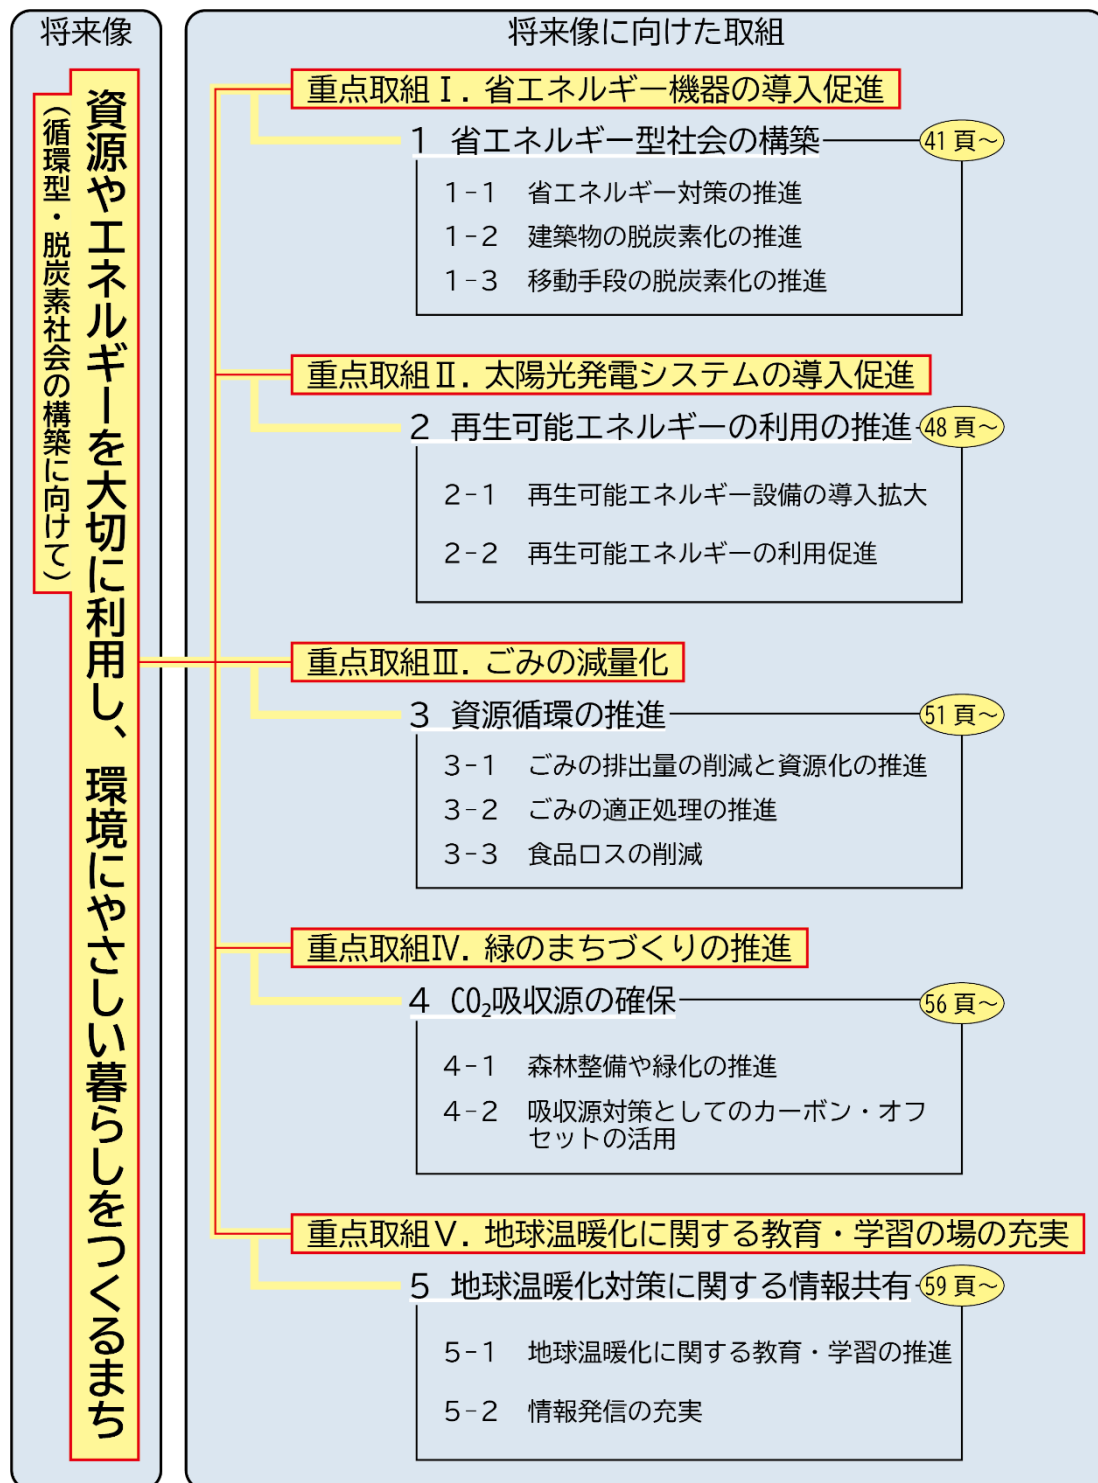 将来像
資源やエネルギーを大切に利用し、環境にやさしい暮らしをつくるまち
（循環型・脱炭素社会の構築に向けて）
将来像に向けた取組
重点取組Ⅰ．省エネルギー機器の導入促進
1 省エネルギー型社会の構築 41頁～
1-1 省エネルギー対策の推進
1-2 建築物の脱炭素化の推進
1-3 移動手段の脱炭素化の推進
重点取組Ⅱ．太陽光発電システムの導入促進
2 再生可能エネルギーの利用の推進 48頁～
2-1 再生可能エネルギー設備の導入拡大
2-2 再生可能エネルギーの利用促進
重点取組Ⅲ．ごみの減量化
3 資源循環の推進 51頁～
3-1 ごみの排出量の削減と資源化の推進
3-2 ごみの適正処理の推進
3-3 食品ロスの削減
重点取組Ⅳ．緑のまちづくりの推進
4 CO₂吸収源の確保 56頁～
4-1 森林整備や緑化の推進
4-2 吸収源対策としてのカーボン・オフ
セットの活用
重点取組Ⅴ．地球温暖化に関する教育・学習の場の充実
5 地球温暖化対策に関する情報共有 59頁～
5-1 地球温暖化に関する教育・学習の推進
5-2 情報発信の充実